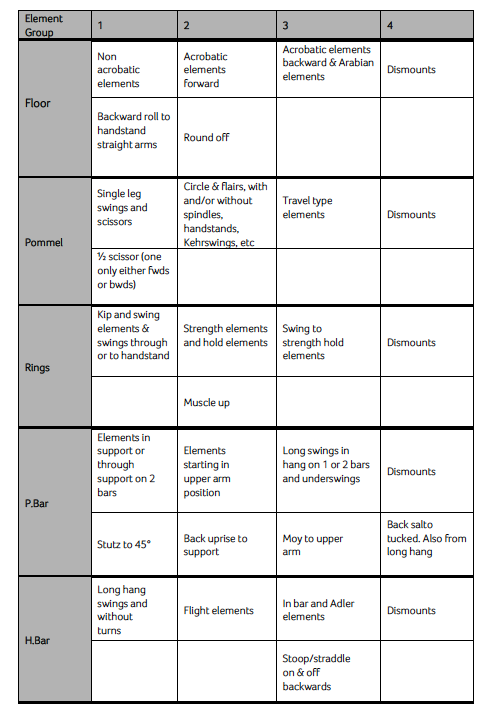 Element
Group
1
2
3
4
Floor
Non
acrobatic
elements
Acrobatic
elements
forward
Acrobatic elements
backward & Arabian
elements
Dismounts
Backward roll to
handstand
straight arms
Round off
Pommel
Single leg
swings and
scissors
Circle & flairs, with
and/or without
spindles,
handstands,
Kehrswings, etc
Travel type
elements
Dismounts
½ scissor (one
only either fwds
or bwds)
Rings
Kip and swing
elements &
swings through
or to handstand
Strength elements
and hold elements
Swing to
strength hold
elements
Dismounts
Muscle up
P.Bar
Elements in
support or
through
support on 2
bars
Elements
starting in
upper arm
position
Long swings in
hang on 1 or 2 bars
and underswings
Dismounts
Stutz to 45°
Back uprise to
support
Moy to upper
arm
Back salto
tucked. Also from
long hang
H.Bar
Long hang
swings and
without
turns
Flight elements
In bar and Adler
elements
Dismounts
Stoop/straddle
on & off
backwards